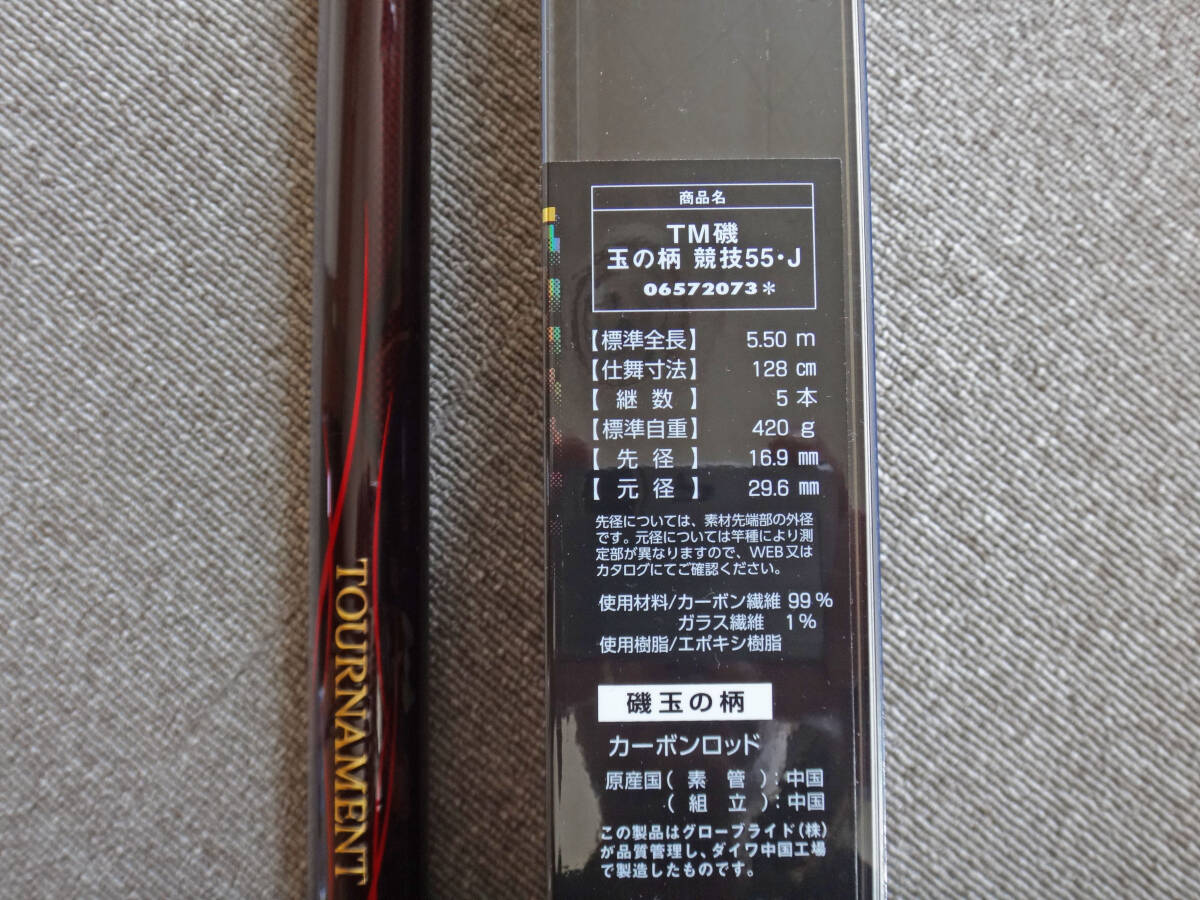 TOURNAMENT
商品名
TM磯
玉の柄 競技55・J
06572073*
【標準全長】 5.50 m
【仕舞寸法】 128 cm
【 継 数 】 5 本
【標準自重】 420 g
【 先 径 】 16.9 mm
【 元 径 】 29.6 mm
先径については、素材先端部の外径
です。元径については竿種により測
定部が異なりますので、WEB又は
カタログにてご確認ください。
使用材料/カーボン繊維 99%
ガラス繊維 1%
使用樹脂/エポキシ樹脂
磯玉の柄
カーボンロッド
原産国( 素 管 ):中国
( 組 立 ):中国
この製品はグローブライド(株)
が品質管理し、ダイワ中国工場
で製造したものです。